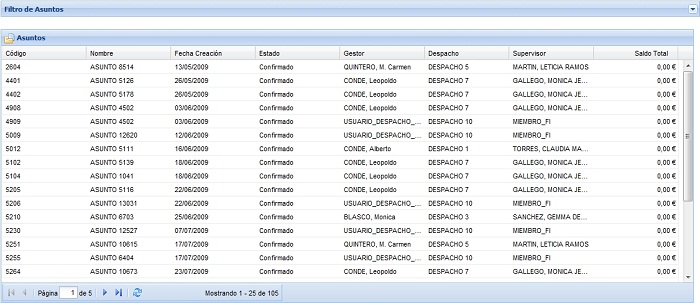 Filtro de Asuntos
Asuntos
Código Nombre Fecha Creación Estado Gestor Despacho Supervisor Saldo Total
2604 ASUNTO 8514 13/05/2009 Confirmado QUINTERO, M. Carmen DESPACHO 5 MARTIN, LETICIA RAMOS 0,00 €
4401 ASUNTO 5126 26/05/2009 Confirmado CONDE, Leopoldo DESPACHO 7 GALLEGO, MONICA JE... 0,00 €
4402 ASUNTO 5178 26/05/2009 Confirmado CONDE, Leopoldo DESPACHO 7 GALLEGO, MONICA JE... 0,00 €
4908 ASUNTO 4502 03/06/2009 Confirmado CONDE, Leopoldo DESPACHO 7 GALLEGO, MONICA JE... 0,00 €
4909 ASUNTO 4502 03/06/2009 Confirmado USUARIO_DESPACHO_... DESPACHO 10 MIEMBRO_FI 0,00 €
5009 ASUNTO 12620 12/06/2009 Confirmado USUARIO_DESPACHO_... DESPACHO 10 MIEMBRO_FI 0,00 €
5012 ASUNTO 5111 16/06/2009 Confirmado CONDE, Alberto DESPACHO 1 TORRES, CLAUDIA MA... 0,00 €
5102 ASUNTO 5139 18/06/2009 Confirmado CONDE, Leopoldo DESPACHO 7 GALLEGO, MONICA JE... 0,00 €
5104 ASUNTO 1041 18/06/2009 Confirmado CONDE, Leopoldo DESPACHO 7 GALLEGO, MONICA JE... 0,00 €
5205 ASUNTO 5116 22/06/2009 Confirmado CONDE, Leopoldo DESPACHO 7 GALLEGO, MONICA JE... 0,00 €
5206 ASUNTO 13031 22/06/2009 Confirmado USUARIO_DESPACHO_... DESPACHO 10 MIEMBRO_FI 0,00 €
5210 ASUNTO 6703 25/06/2009 Confirmado BLASCO, Monica DESPACHO 3 SANCHEZ, GEMMA DE... 0,00 €
5230 ASUNTO 12527 07/07/2009 Confirmado USUARIO_DESPACHO_... DESPACHO 10 MIEMBRO_FI 0,00 €
5251 ASUNTO 10615 17/07/2009 Confirmado QUINTERO, M. Carmen DESPACHO 5 MARTIN, LETICIA RAMOS 0,00 €
5255 ASUNTO 6404 17/07/2009 Confirmado USUARIO_DESPACHO_... DESPACHO 10 MIEMBRO_FI 0,00 €
5264 ASUNTO 10673 23/07/2009 Confirmado CONDE, Leopoldo DESPACHO 7 GALLEGO, MONICA JE... 0,00 €
Página 1 de 5 Mostrando 1 - 25 de 105